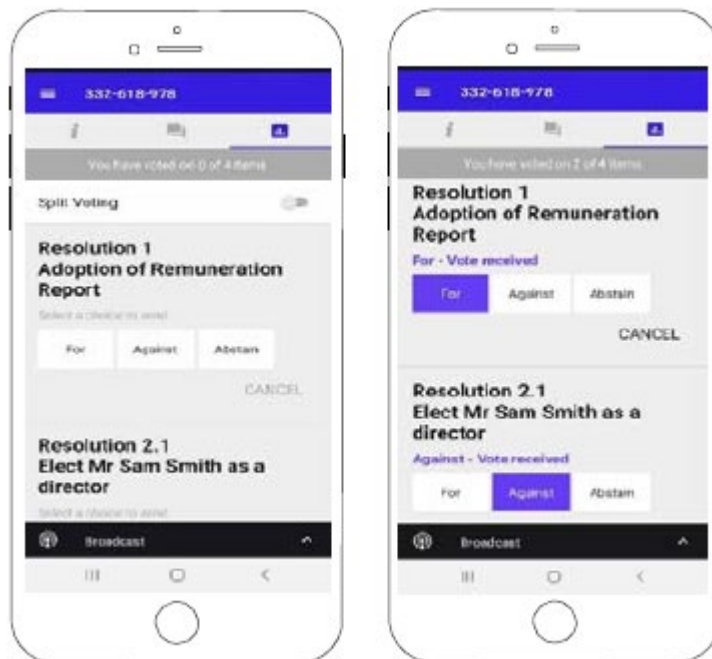 332-618-978
You have voted on 0 of 4 items
Split Voting
Resolution 1
Adoption of Remuneration
Report
Select a choice to send
For Against Abstain
CANCEL
Resolution 2.1
Elect Mr Sam Smith as a
director
Select a choice to send
Broadcast
332-618-978
You have voted on 2 of 4 items
Resolution 1
Adoption of Remuneration
Report
For - Vote received
For Against Abstain
CANCEL
Resolution 2.1
Elect Mr Sam Smith as a
director
Against - Vote received
For Against Abstain
Broadcast